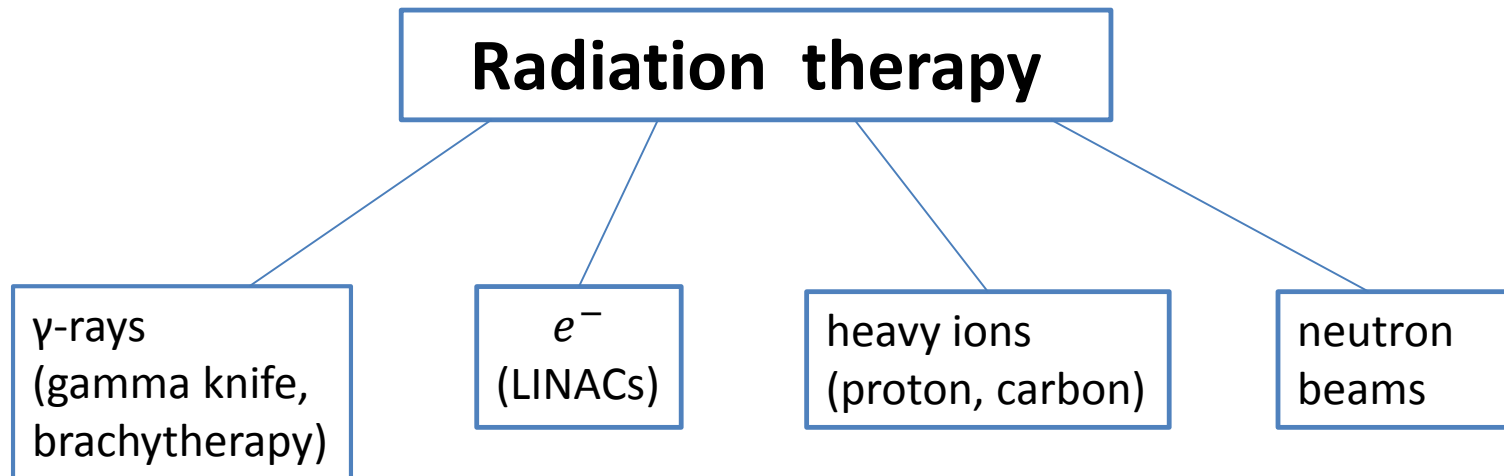 Radiation therapy
γ-rays
(gamma knife,
brachytherapy)
e⁻
(LINACs)
heavy ions
(proton, carbon)
neutron
beams